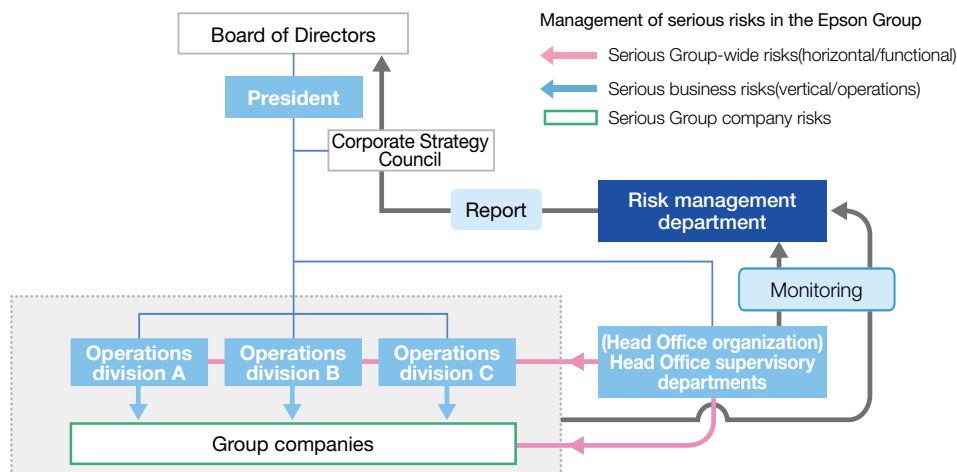 Management of serious risks in the Epson Group
Serious Group-wide risks(horizontal/functional)
Serious business risks(vertical/operations)
Serious Group company risks
Board of Directors
President
Corporate Strategy
Council
Report
Risk management
department
Monitoring
Operations
division A
Operations
division B
Operations
division C
(Head Office organization)
Head Office supervisory
departments
Group companies